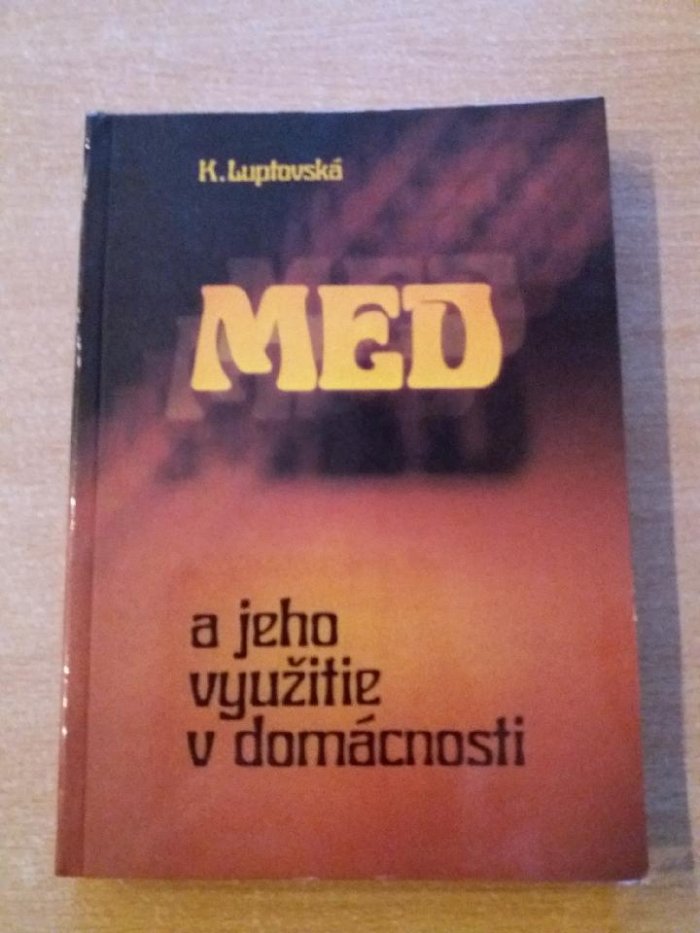 K. Luptovská
MED
a jeho
využitie
v domácnosti